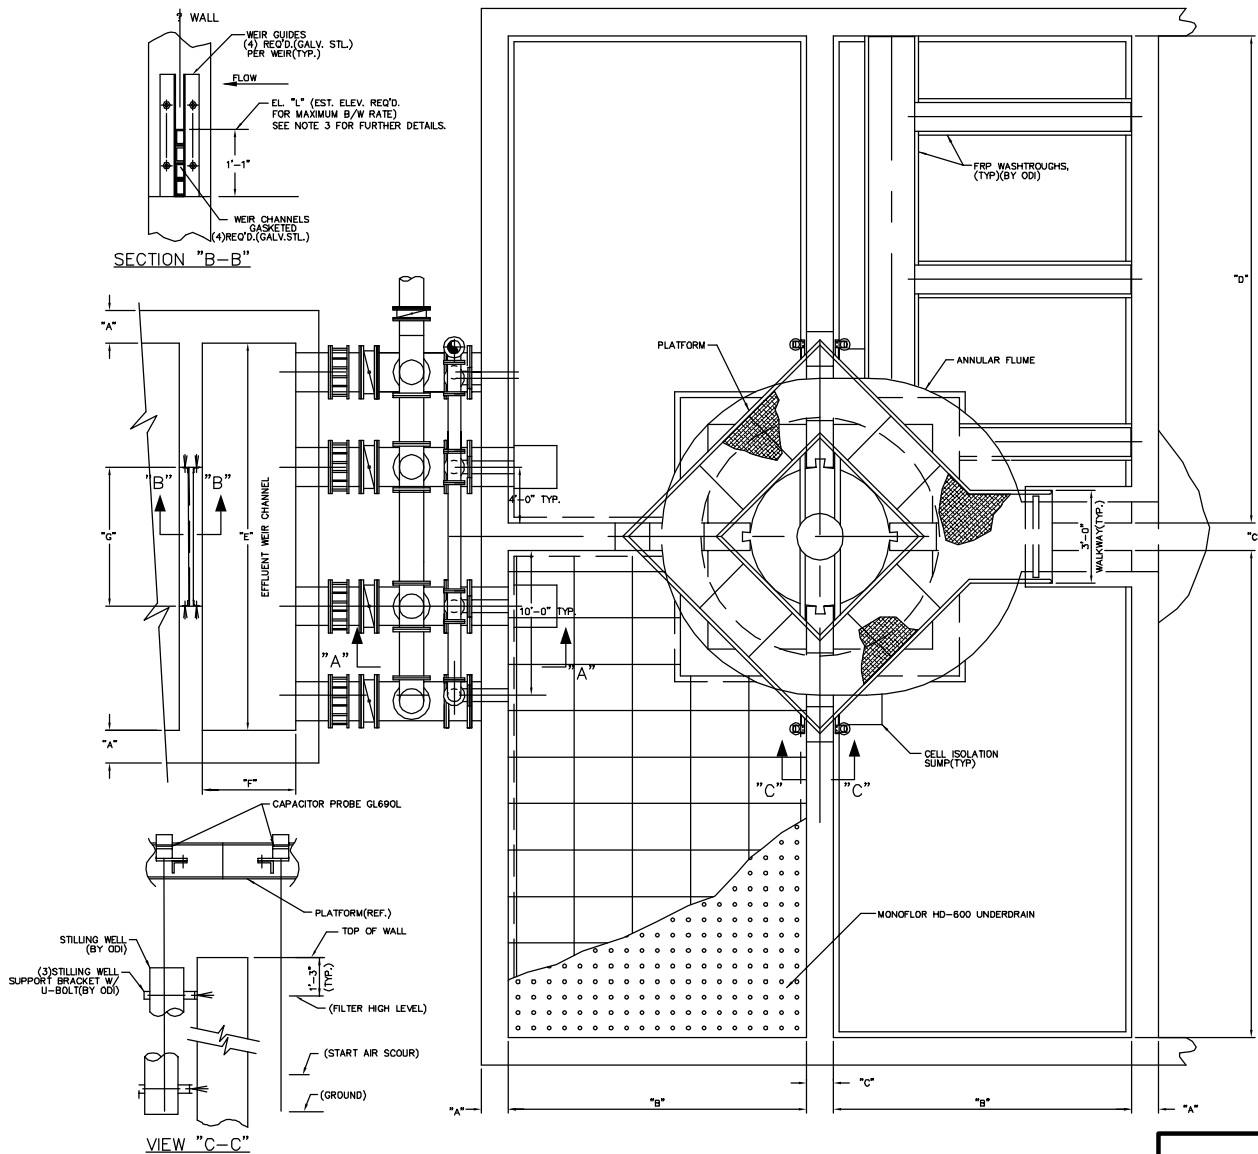 ? WALL
WEIR GUIDES
(4) REQ'D.(GALV. STL.)
PER WEIR(TYP.)
FLOW
EL. "L" (EST. ELEV. REQ'D.
FOR MAXIMUM B/W RATE)
SEE NOTE 3 FOR FURTHER DETAILS.
1'-1"
WEIR CHANNELS
GASKETED
(4)REQ'D.(GALV.STL.)
SECTION "B-B"
FRP WASHTROUGHS,
(TYP)(BY ODI)
"D"
"A"
PLATFORM
ANNULAR FLUME
"B"
"B"
"G"
"E"
EFFLUENT WEIR CHANNEL
4'-0" TYP.
3'-0"
WALKWAY(TYP.)
"C"
10'-0" TYP.
"A"
"A"
"A"
"F"
CELL ISOLATION
SUMP(TYP)
"C"
"C"
CAPACITOR PROBE GL690L
PLATFORM(REF.)
TOP OF WALL
STILLING WELL
(BY ODI)
(3)STILLING WELL
SUPPORT BRACKET W/
U-BOLT(BY ODI)
1'-3"
(TYP.)
(FILTER HIGH LEVEL)
(START AIR SCOUR)
(GROUND)
VIEW "C-C"
MONOFLOR HD-600 UNDERDRAIN
"A"
"B"
"C"
"B"
"A"